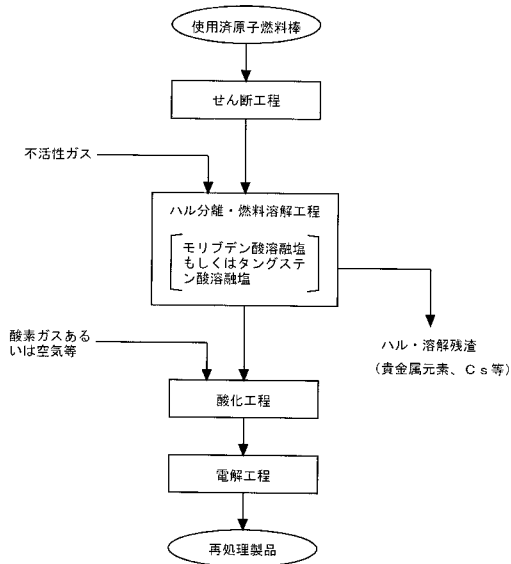 使用済原子燃料棒
せん断工程
不活性ガス
ハル分離・燃料溶解工程
モリブデン酸溶融塩
もしくはタングステ
ン酸溶融塩
酸素ガスある
いは空気等
ハル・溶解残渣
(貴金属元素、Cs等)
酸化工程
電解工程
再処理製品